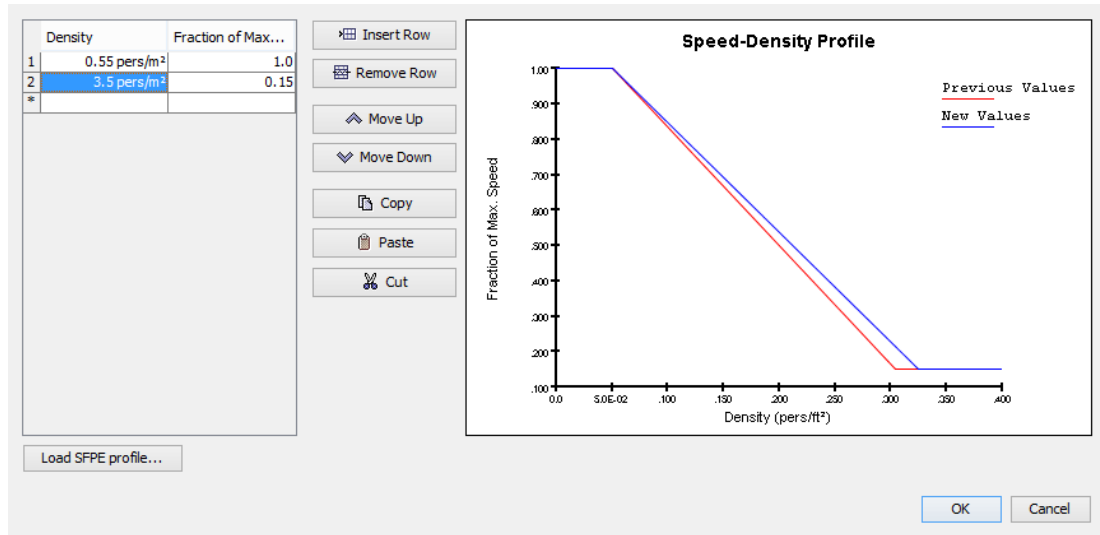 Density Fraction of Max...
1 0.55 pers/m² 1.0
2 3.5 pers/m² 0.15
*
Insert Row
Remove Row
Move Up
Move Down
Copy
Paste
Cut
Load SFPE profile...
Speed-Density Profile
Previous Values
New Values
Fraction of Max. Speed
1.00
.900
.800
.700
.600
.500
.400
.300
.200
.100
0.0 5.0E-02 .100 .150 .200 .250 .300 .350 .400
Density (pers/ft²)
OK Cancel